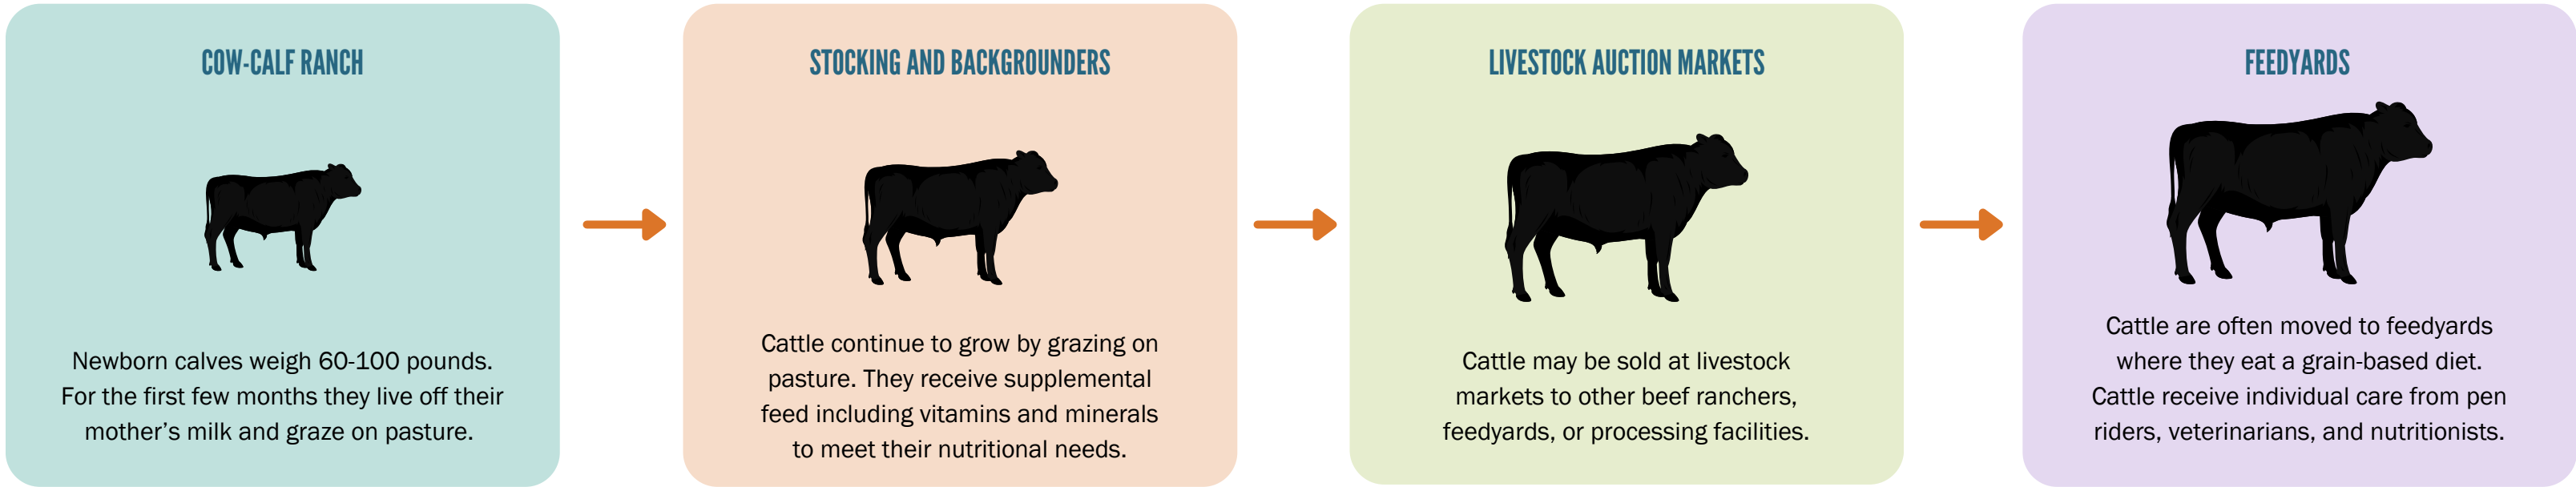 COW-CALF RANCH
Newborn calves weigh 60-100 pounds.
For the first few months they live off their
mother's milk and graze on pasture.
STOCKING AND BACKGROUNDERS
Cattle continue to grow by grazing on
pasture. They receive supplemental
feed including vitamins and minerals
to meet their nutritional needs.
LIVESTOCK AUCTION MARKETS
Cattle may be sold at livestock
markets to other beef ranchers,
feedyards, or processing facilities.
FEEDYARDS
Cattle are often moved to feedyards
where they eat a grain-based diet.
Cattle receive individual care from pen
riders, veterinarians, and nutritionists.